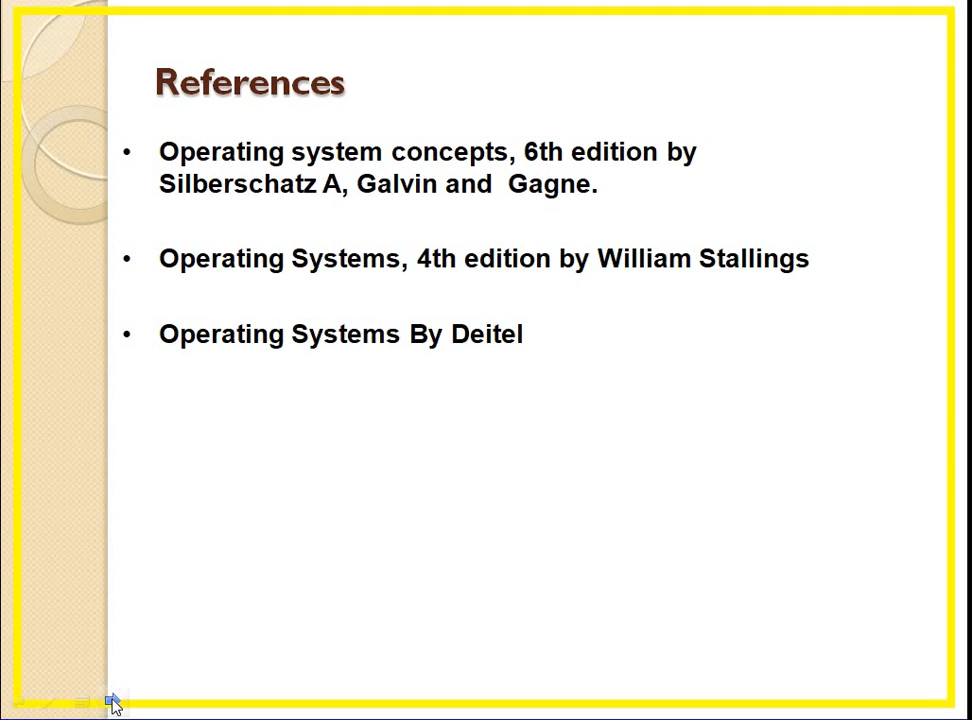 References
• Operating system concepts, 6th edition by
Silberschatz A, Galvin and  Gagne.
• Operating Systems, 4th edition by William Stallings
• Operating Systems By Deitel